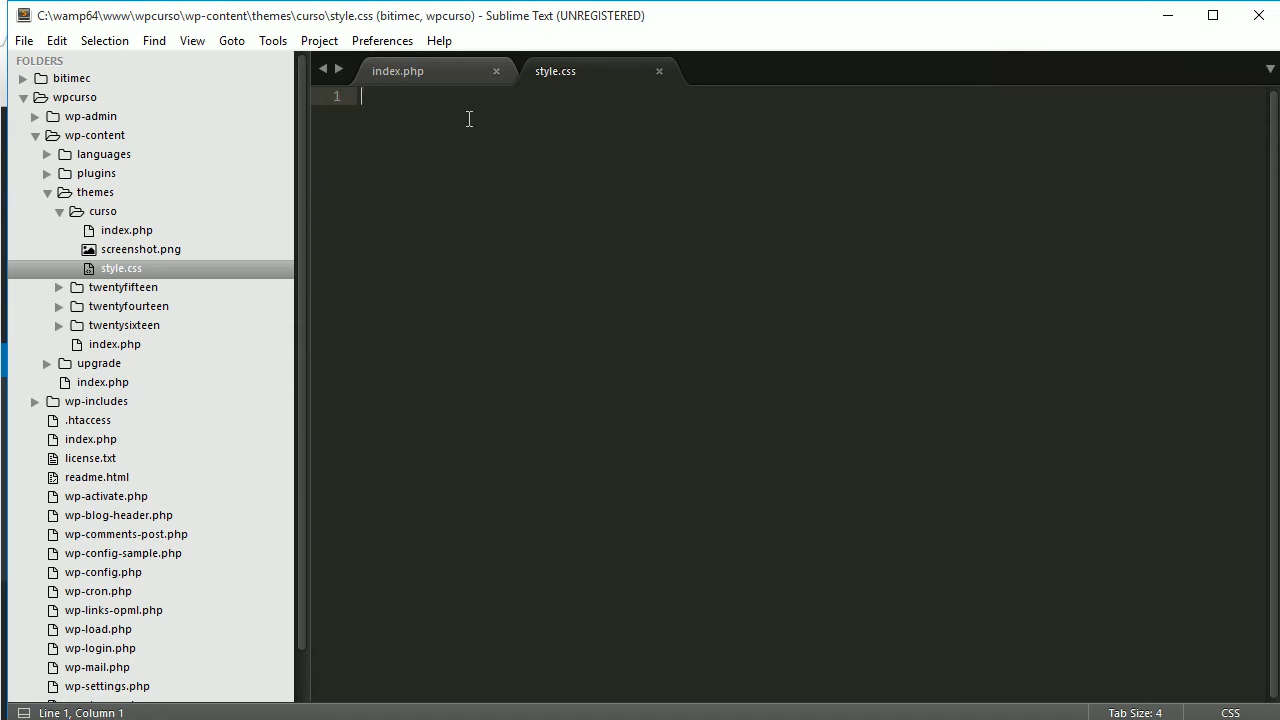 C:\wamp64\www\wpcurso\wp-content\themes\curso\style.css (bitimec, wpcurso) - Sublime Text (UNREGISTERED)
File Edit Selection Find View Goto Tools Project Preferences Help
FOLDERS
bitimec
wpcurso
wp-admin
wp-content
languages
plugins
themes
curso
index.php
screenshot.png
style.css
twentyfifteen
twentyfourteen
twentysixteen
index.php
upgrade
index.php
wp-includes
.htaccess
index.php
license.txt
readme.html
wp-activate.php
wp-blog-header.php
wp-comments-post.php
wp-config-sample.php
wp-config.php
wp-cron.php
wp-links-opml.php
wp-load.php
wp-login.php
wp-mail.php
wp-settings.php
index.php style.css
1
Line 1, Column 1 Tab Size: 4 CSS